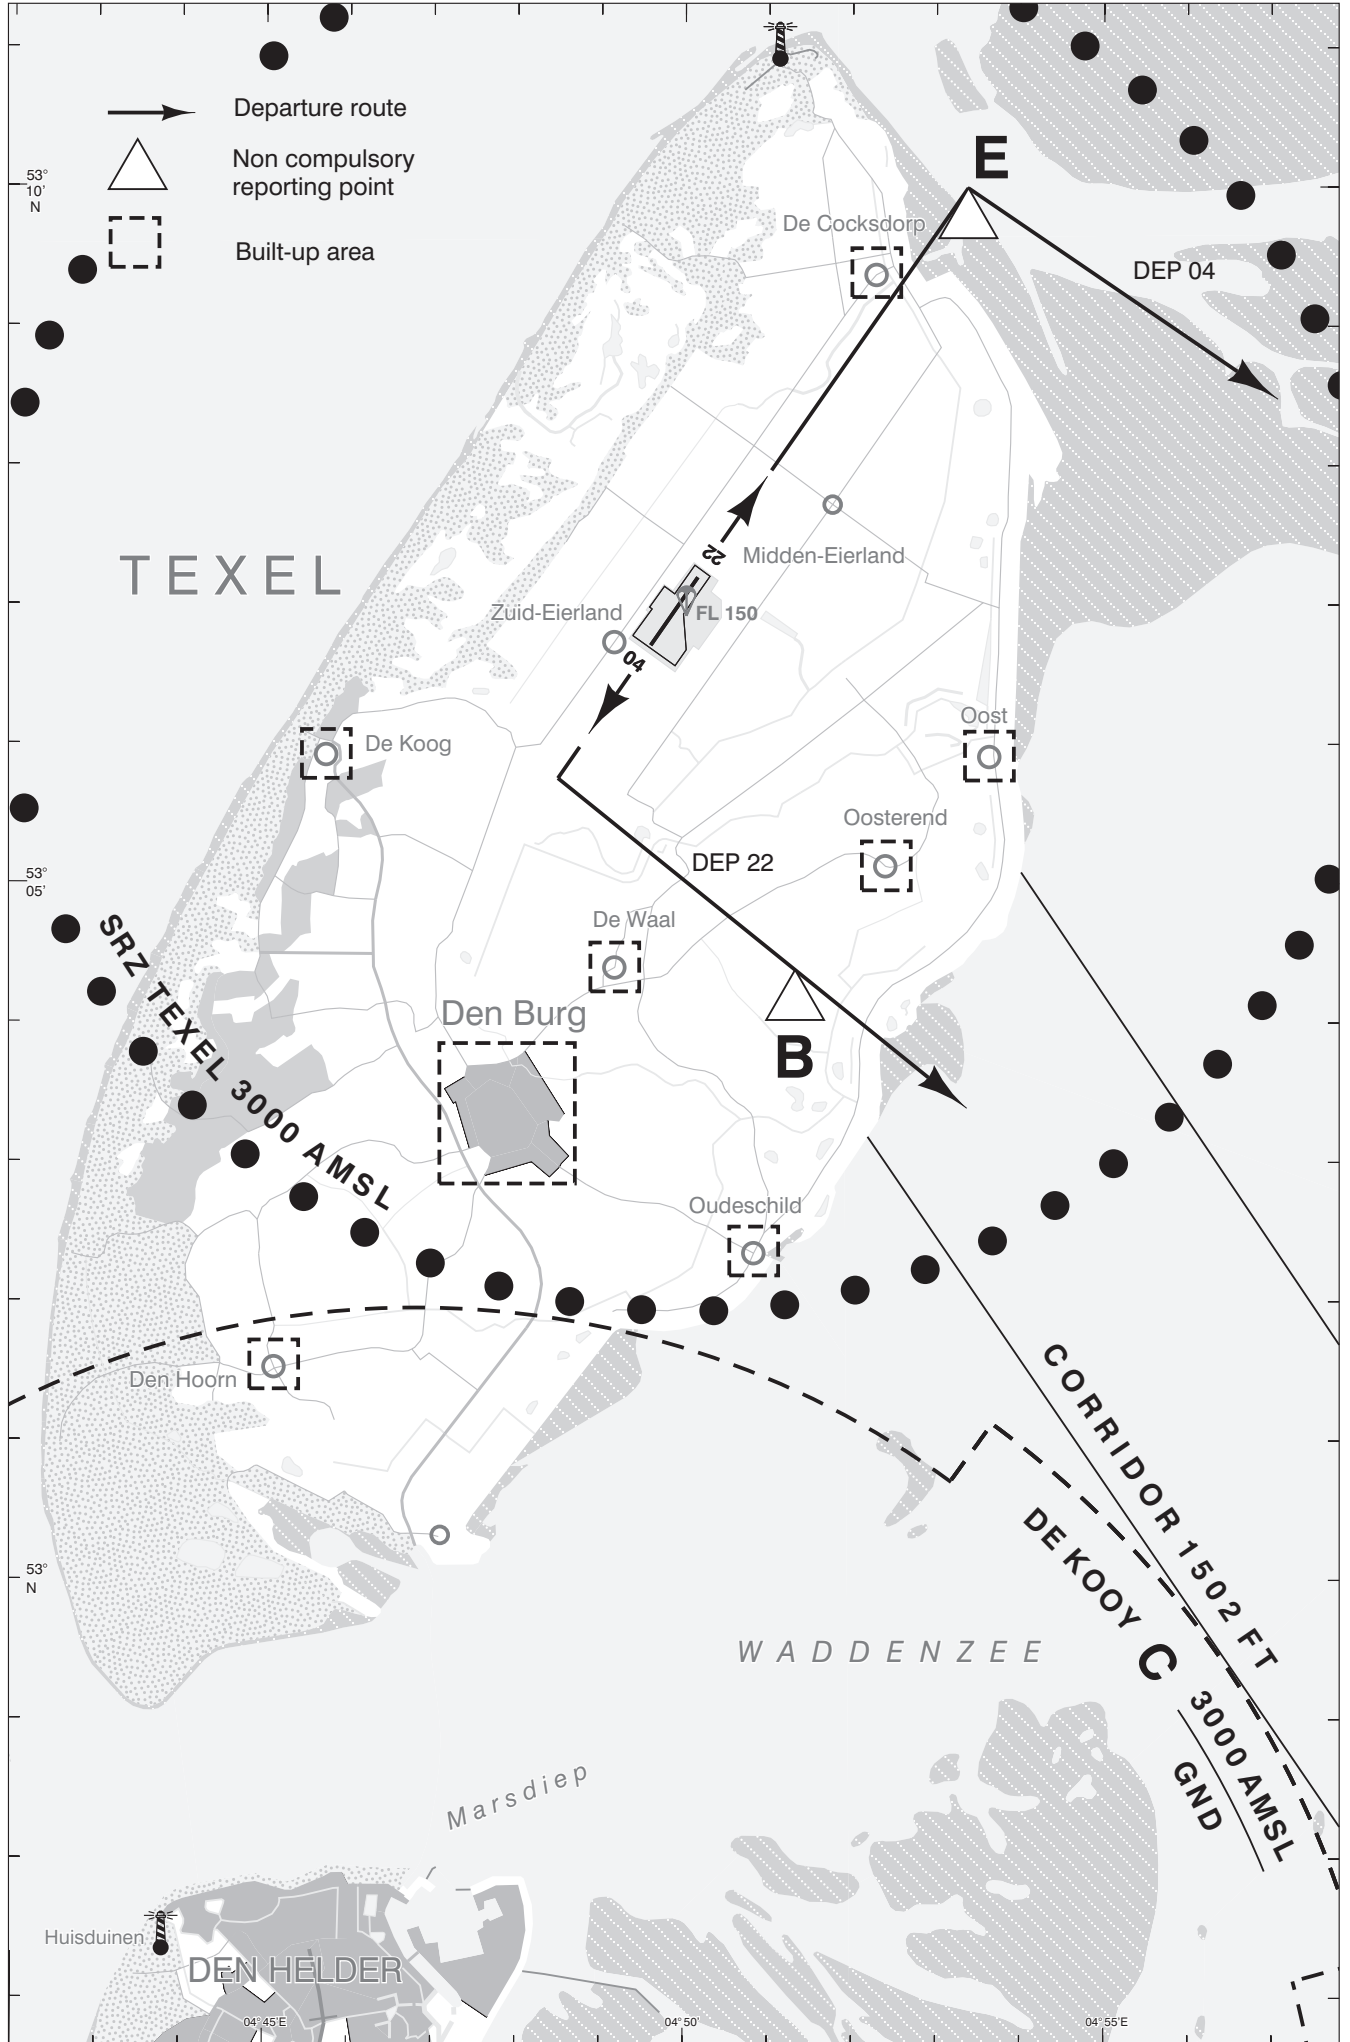 Departure route
Non compulsory
reporting point
Built-up area
E
53°
10'
N
De Cocksdorp
DEP 04
TEXEL
22
Midden-Eierland
Zuid-Eierland
FL 150
04
De Koog
Oost
Oosterend
DEP 22
53°
05'
De Waal
SRZ TEXEL 3000 AMSL
Den Burg
B
Oudeschild
Den Hoorn
CORRIDOR 1502 FT
DE KOOY C 3000 AMSL
GND
53°
N
WADDENZEE
Marsdiep
Huisduinen
DEN HELDER
04°45'E
04°50'
04°55'E